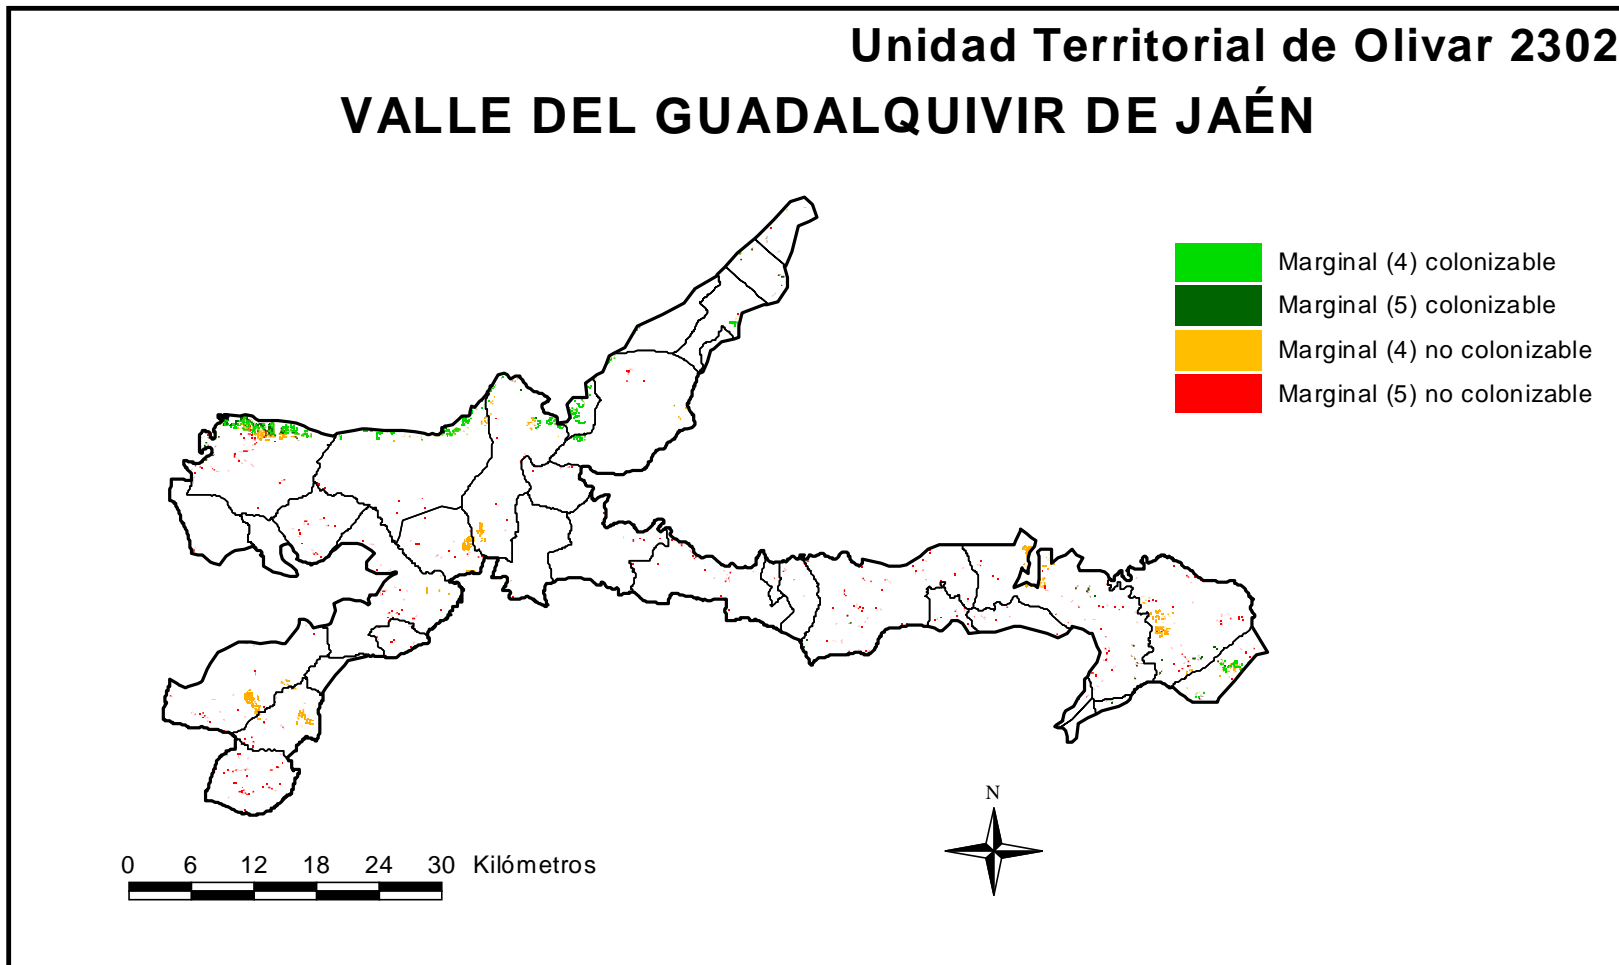 Unidad Territorial de Olivar 2302
VALLE DEL GUADALQUIVIR DE JAÉN
Marginal (4) colonizable
Marginal (5) colonizable
Marginal (4) no colonizable
Marginal (5) no colonizable
N
0 6 12 18 24 30 Kilómetros